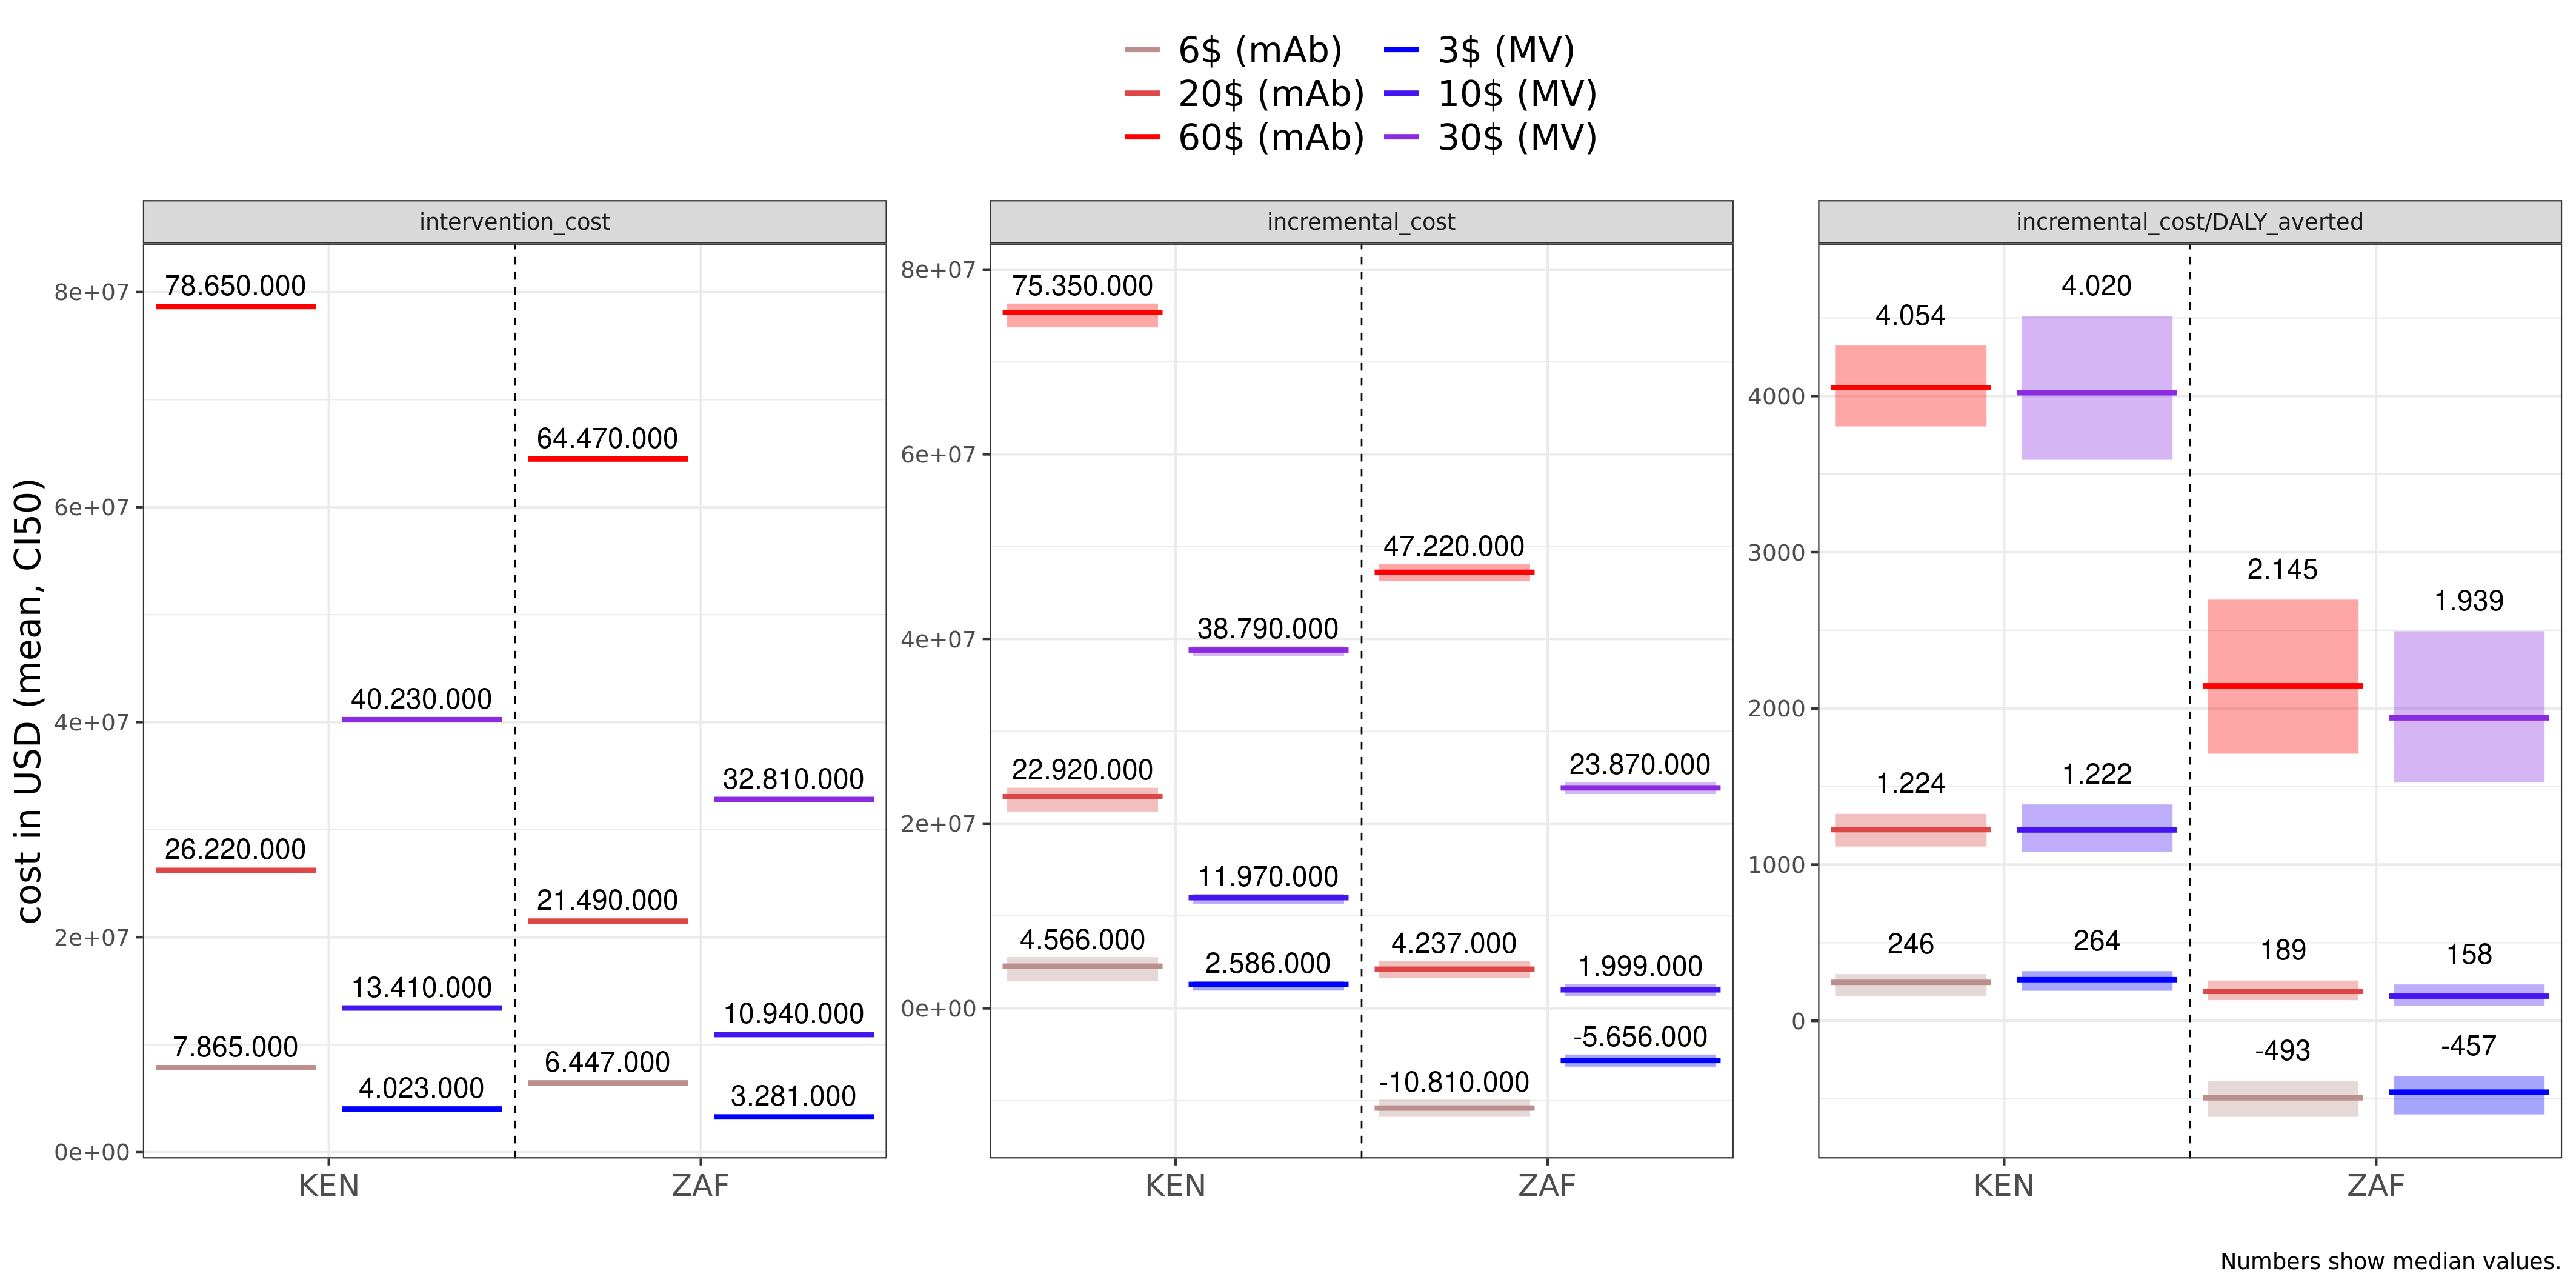 6$ (mAb) 3$ (MV)
20$ (mAb) 10$ (MV)
60$ (mAb) 30$ (MV)
cost in USD (mean, CI50)
intervention_cost
8e+07
6e+07
4e+07
2e+07
0e+00
78.650.000
64.470.000
40.230.000
32.810.000
26.220.000
21.490.000
13.410.000
10.940.000
7.865.000
6.447.000
4.023.000
3.281.000
KEN ZAF
incremental_cost
8e+07
6e+07
4e+07
2e+07
0e+00
75.350.000
47.220.000
38.790.000
22.920.000
23.870.000
11.970.000
4.566.000
4.237.000
2.586.000
1.999.000
-5.656.000
-10.810.000
KEN ZAF
incremental_cost/DALY_averted
4000
3000
2000
1000
0
4.054
4.020
2.145
1.939
1.224
1.222
246
264
189
158
-493
-457
KEN ZAF
Numbers show median values.